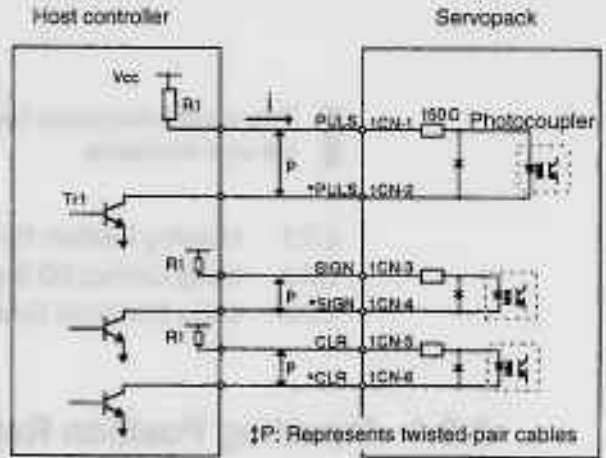 Host controller
Servopack
Vcc
R1
i
PULS 1CN-1 150Ω Photocoupler
P
*PULS 1CN-2
Tr1
R1
SIGN 1CN-3
P
*SIGN 1CN-4
R1
CLR 1CN-5
P
*CLR 1CN-6
P: Represents twisted-pair cables